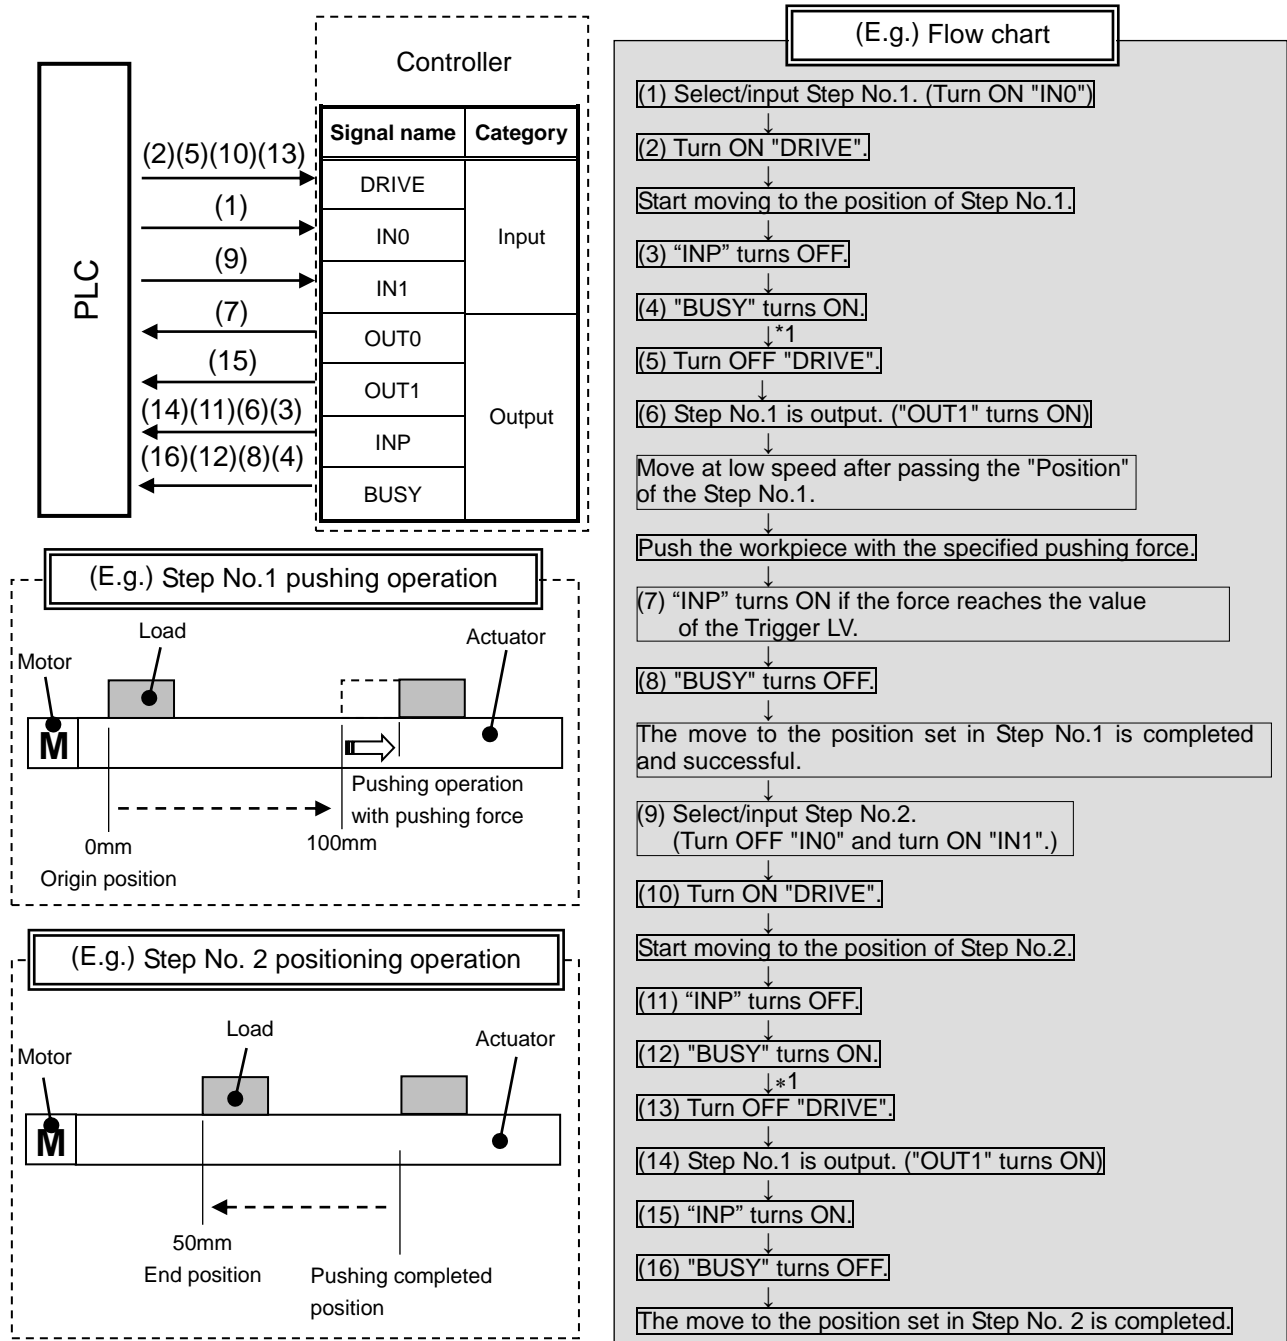 Controller
PLC
Signal name Category
(2)(5)(10)(13)
DRIVE
(1)
IN0
Input
(9)
IN1
(7)
OUT0
(15)
OUT1
Output
(14)(11)(6)(3)
INP
(16)(12)(8)(4)
BUSY
(E.g.) Step No.1 pushing operation
Load
Actuator
Motor
M
Pushing operation
with pushing force
0mm
100mm
Origin position
(E.g.) Step No. 2 positioning operation
Load
Actuator
Motor
M
50mm
End position
Pushing completed
position
(E.g.) Flow chart
(1) Select/input Step No.1. (Turn ON "IN0")
↓
(2) Turn ON "DRIVE".
↓
Start moving to the position of Step No.1.
↓
(3) “INP” turns OFF.
↓
(4) "BUSY" turns ON.
↓*1
(5) Turn OFF "DRIVE".
↓
(6) Step No.1 is output. ("OUT1" turns ON)
↓
Move at low speed after passing the "Position"
of the Step No.1.
↓
Push the workpiece with the specified pushing force.
↓
(7) “INP” turns ON if the force reaches the value
of the Trigger LV.
↓
(8) "BUSY" turns OFF.
↓
The move to the position set in Step No.1 is completed
and successful.
↓
(9) Select/input Step No.2.
(Turn OFF "IN0" and turn ON "IN1".)
↓
(10) Turn ON "DRIVE".
↓
Start moving to the position of Step No.2.
↓
(11) “INP” turns OFF.
↓
(12) "BUSY" turns ON.
↓*1
(13) Turn OFF "DRIVE".
↓
(14) Step No.1 is output. ("OUT1" turns ON)
↓
(15) “INP” turns ON.
↓
(16) "BUSY" turns OFF.
↓
The move to the position set in Step No. 2 is completed.